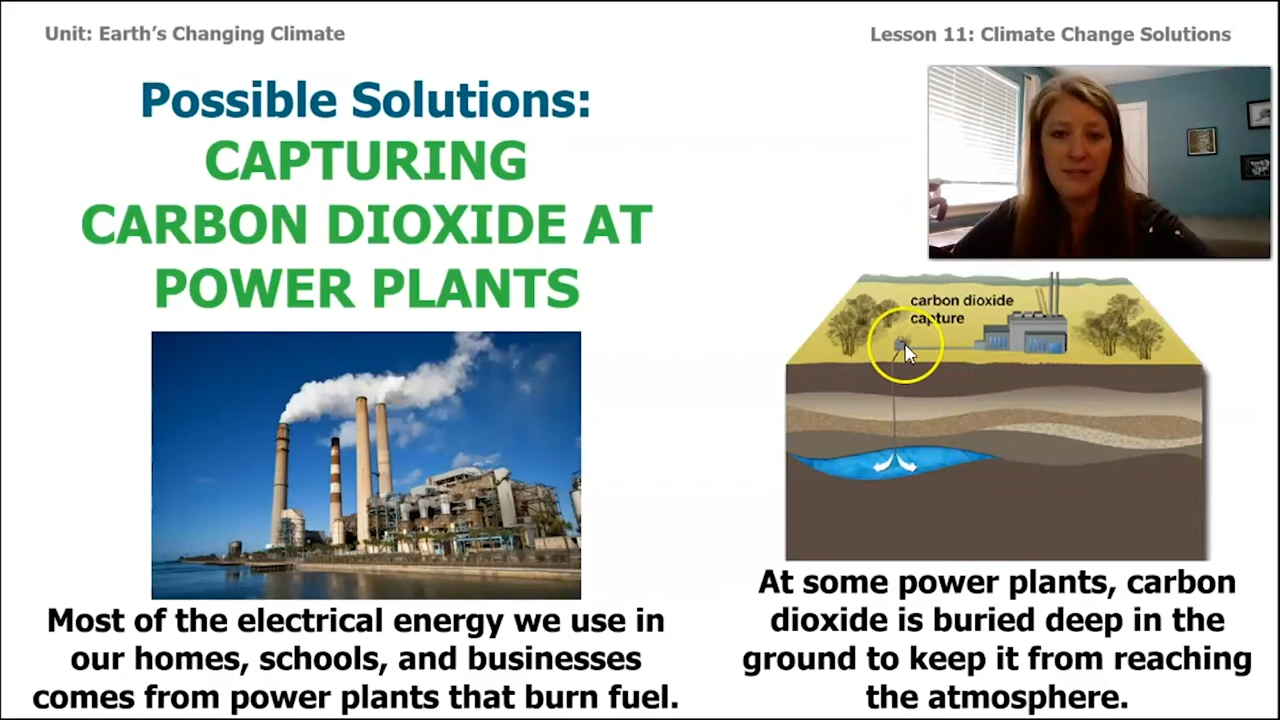 Unit: Earth's Changing Climate
Lesson 11: Climate Change Solutions
Possible Solutions:
CAPTURING
CARBON DIOXIDE AT
POWER PLANTS
carbon dioxide
capture
Most of the electrical energy we use in
our homes, schools, and businesses
comes from power plants that burn fuel.
At some power plants, carbon
dioxide is buried deep in the
ground to keep it from reaching
the atmosphere.